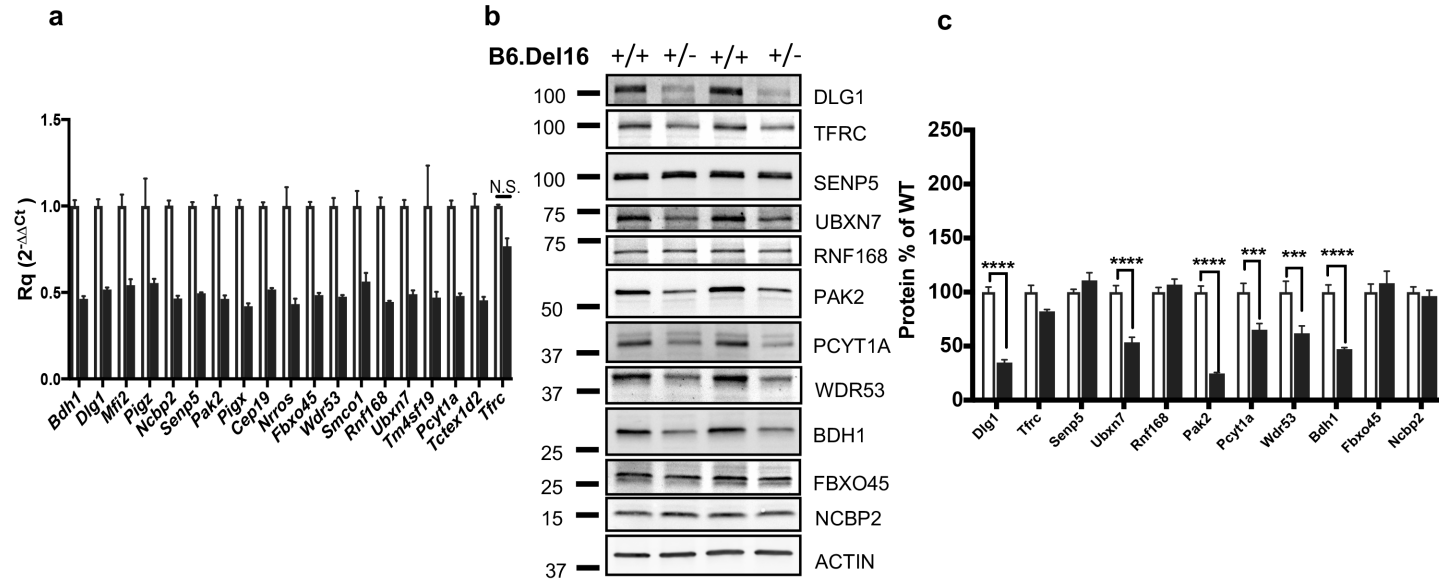 a
1.5
1.0
0.5
0.0
Rq (2-ΔΔCt )
N.S.
Bdh1
Dlg1
Mfi2
Pigz
Ncbp2
Senp5
Pak2
Pigx
Cep19
Nrros
Fbxo45
Wdr53
Smco1
Rnf168
Ubxn7
Tm4sf19
Pcyt1a
Tctex1d2
Tfrc
b
B6.Del16 +/+ +/- +/+ +/-
100 DLG1
100 TFRC
100 SENP5
75 UBXN7
75 RNF168
50 PAK2
37 PCYT1A
37 WDR53
25 BDH1
25 FBXO45
15 NCBP2
37 ACTIN
c
250
200
150
100
50
0
Protein % of WT
****
****
****
***
***
****
Dlg1
Tfrc
Senp5
Ubxn7
Rnf168
Pak2
Pcyt1a
Wdr53
Bdh1
Fbxo45
Ncbp2